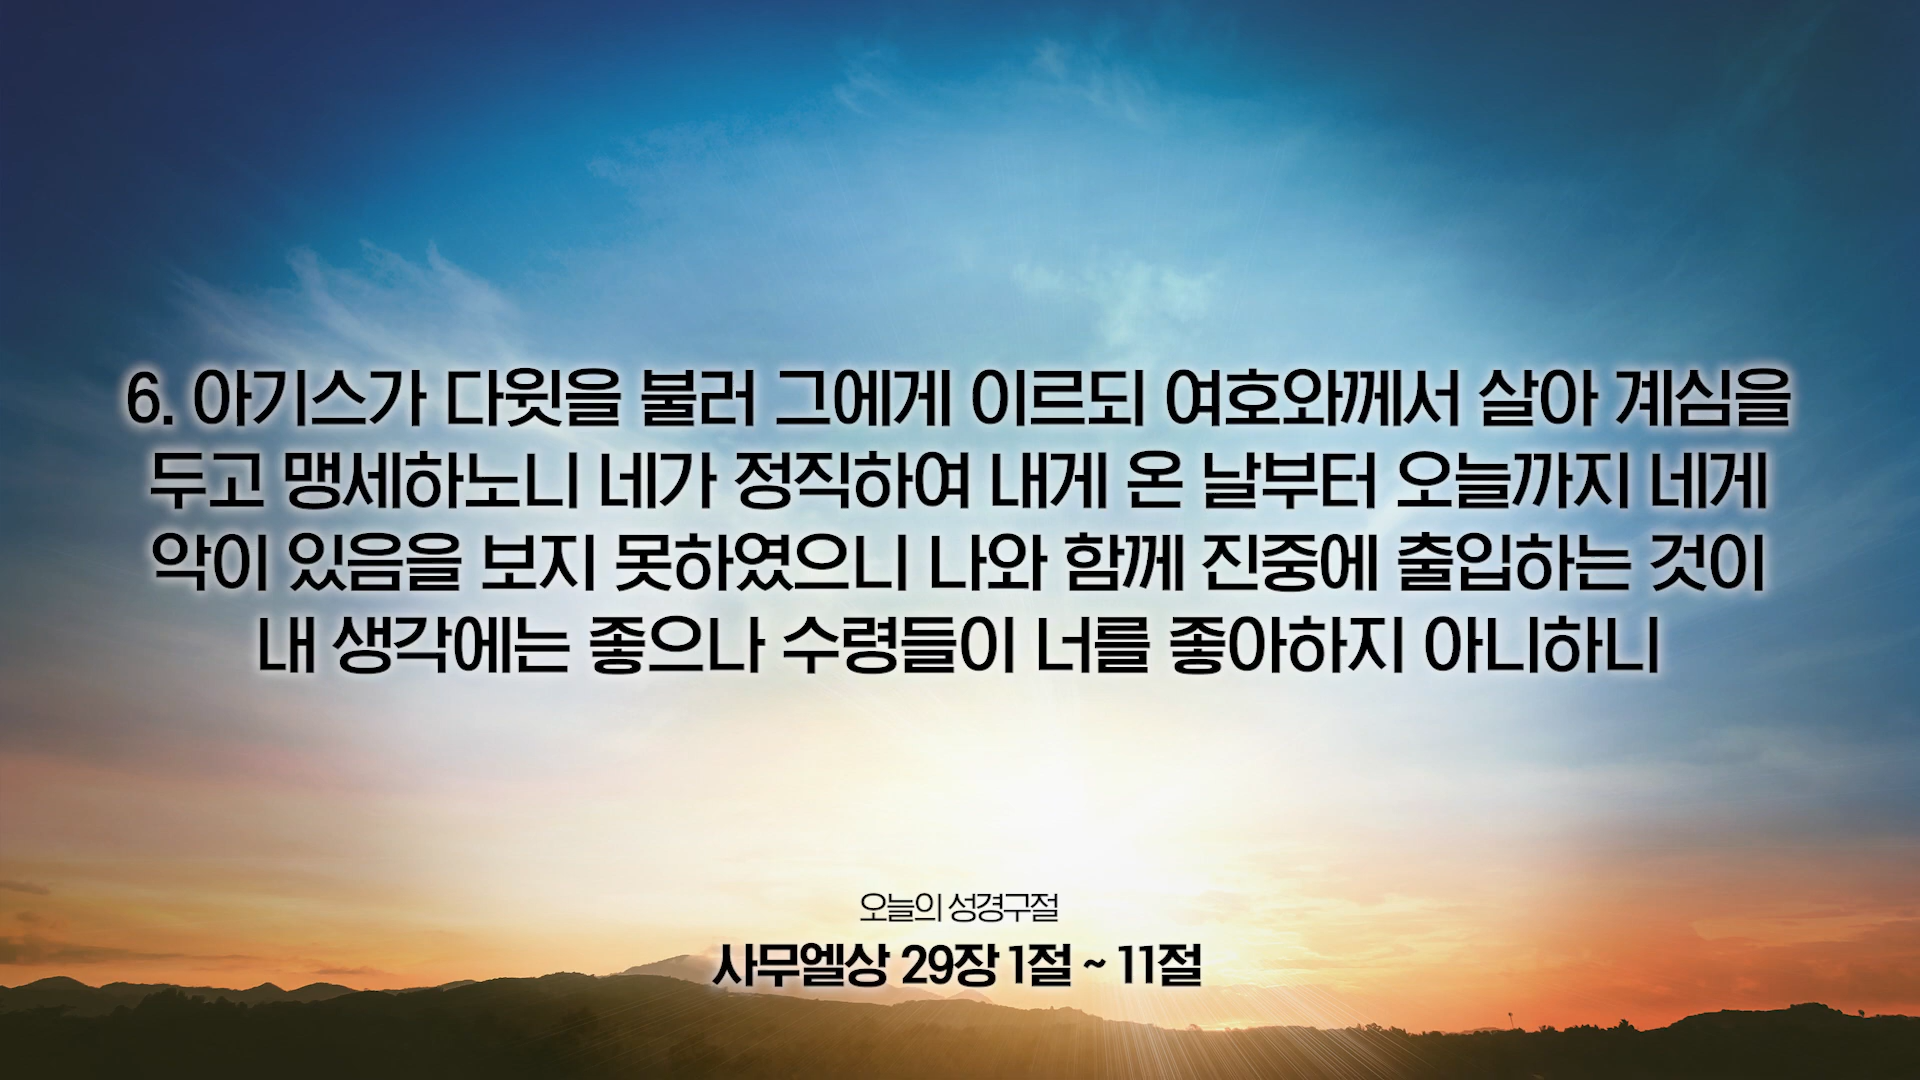 6. 아기스가 다윗을 불러 그에게 이르되 여호와께서 살아 계심을
두고 맹세하노니 네가 정직하여 내게 온 날부터 오늘까지 네게
악이 있음을 보지 못하였으니 나와 함께 진중에 출입하는 것이
내 생각에는 좋으나 수령들이 너를 좋아하지 아니하니
오늘의 성경구절
사무엘상 29장 1절 ~ 11절